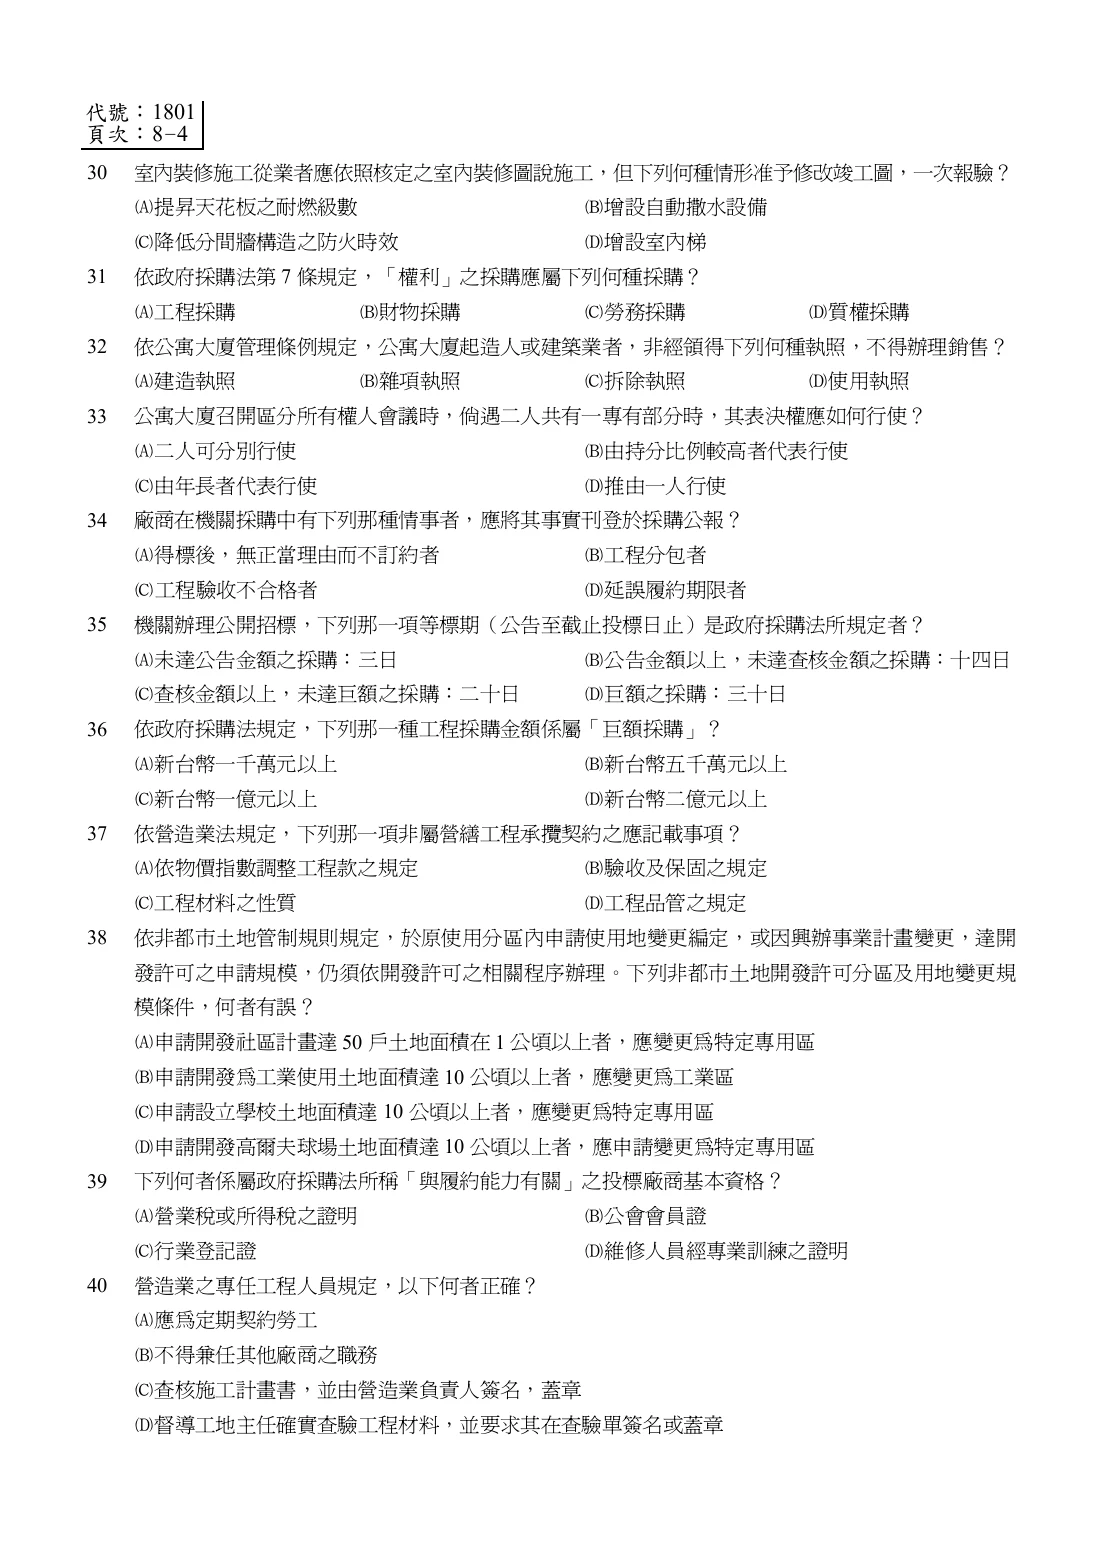 代號：1801
頁次：8－4
30 室內裝修施工從業者應依照核定之室內裝修圖說施工，但下列何種情形准予修改竣工圖，一次報驗？
(A)提昇天花板之耐燃級數 (B)增設自動撒水設備
(C)降低分間牆構造之防火時效 (D)增設室內梯
31 依政府採購法第 7 條規定，「權利」之採購應屬下列何種採購？
(A)工程採購 (B)財物採購 (C)勞務採購 (D)質權採購
32 依公寓大廈管理條例規定，公寓大廈起造人或建築業者，非經領得下列何種執照，不得辦理銷售？
(A)建造執照 (B)雜項執照 (C)拆除執照 (D)使用執照
33 公寓大廈召開區分所有權人會議時，倘遇二人共有一專有部分時，其表決權應如何行使？
(A)二人可分別行使 (B)由持分比例較高者代表行使
(C)由年長者代表行使 (D)推由一人行使
34 廠商在機關採購中有下列那種情事者，應將其事實刊登於採購公報？
(A)得標後，無正當理由而不訂約者 (B)工程分包者
(C)工程驗收不合格者 (D)延誤履約期限者
35 機關辦理公開招標，下列那一項等標期（公告至截止投標日止）是政府採購法所規定者？
(A)未達公告金額之採購：三日 (B)公告金額以上，未達查核金額之採購：十四日
(C)查核金額以上，未達巨額之採購：二十日 (D)巨額之採購：三十日
36 依政府採購法規定，下列那一種工程採購金額係屬「巨額採購」？
(A)新台幣一千萬元以上 (B)新台幣五千萬元以上
(C)新台幣一億元以上 (D)新台幣二億元以上
37 依營造業法規定，下列那一項非屬營繕工程承攬契約之應記載事項？
(A)依物價指數調整工程款之規定 (B)驗收及保固之規定
(C)工程材料之性質 (D)工程品管之規定
38 依非都市土地管制規則規定，於原使用分區內申請使用地變更編定，或因興辦事業計畫變更，達開
發許可之申請規模，仍須依開發許可之相關程序辦理。下列非都市土地開發許可分區及用地變更規
模條件，何者有誤？
(A)申請開發社區計畫達 50 戶土地面積在 1 公頃以上者，應變更為特定專用區
(B)申請開發為工業使用土地面積達 10 公頃以上者，應變更為工業區
(C)申請設立學校土地面積達 10 公頃以上者，應變更為特定專用區
(D)申請開發高爾夫球場土地面積達 10 公頃以上者，應申請變更為特定專用區
39 下列何者係屬政府採購法所稱「與履約能力有關」之投標廠商基本資格？
(A)營業稅或所得稅之證明 (B)公會會員證
(C)行業登記證 (D)維修人員經專業訓練之證明
40 營造業之專任工程人員規定，以下何者正確？
(A)應為定期契約勞工
(B)不得兼任其他廠商之職務
(C)查核施工計畫書，並由營造業負責人簽名，蓋章
(D)督導工地主任確實查驗工程材料，並要求其在查驗單簽名或蓋章